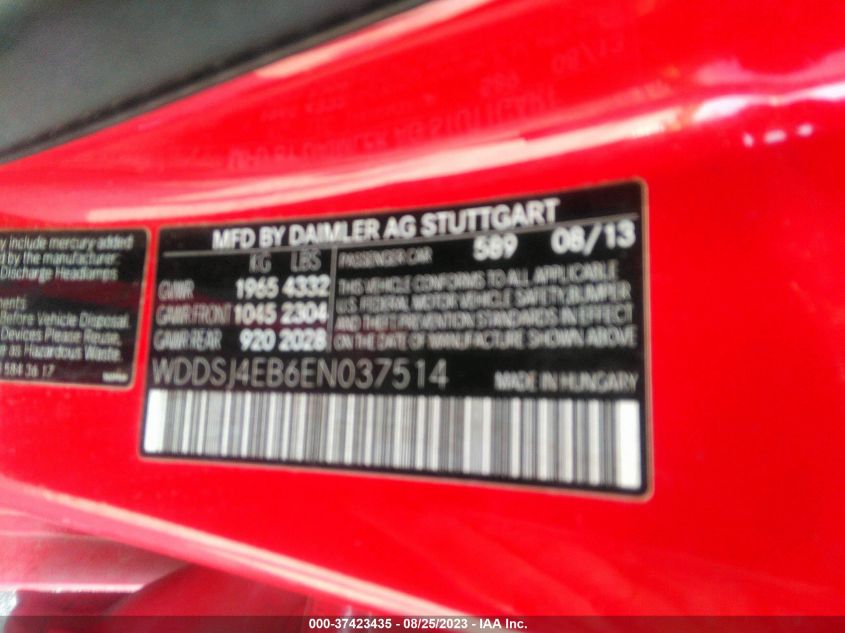 MFD BY DAIMLER AG STUTTGART
KG LBS PASSENGER CAR 589 08/13
GVWR 1965 4332
GAWR FRONT 1045 2304
GAWR REAR 920 2028
THIS VEHICLE CONFORMS TO ALL APPLICABLE
U.S. FEDERAL MOTOR VEHICLE SAFETY, BUMPER
AND THEFT PREVENTION STANDARDS IN EFFECT
ON THE DATE OF MANUFACTURE SHOWN ABOVE
WDDSJ4EB6EN037514 MADE IN HUNGARY
include mercury added
by the manufacturer:
Discharge Headlamps
Before Vehicle Disposal.
Devices Please Reuse,
as Hazardous Waste.
584 36 17
000-37423435 - 08/25/2023 - IAA Inc.